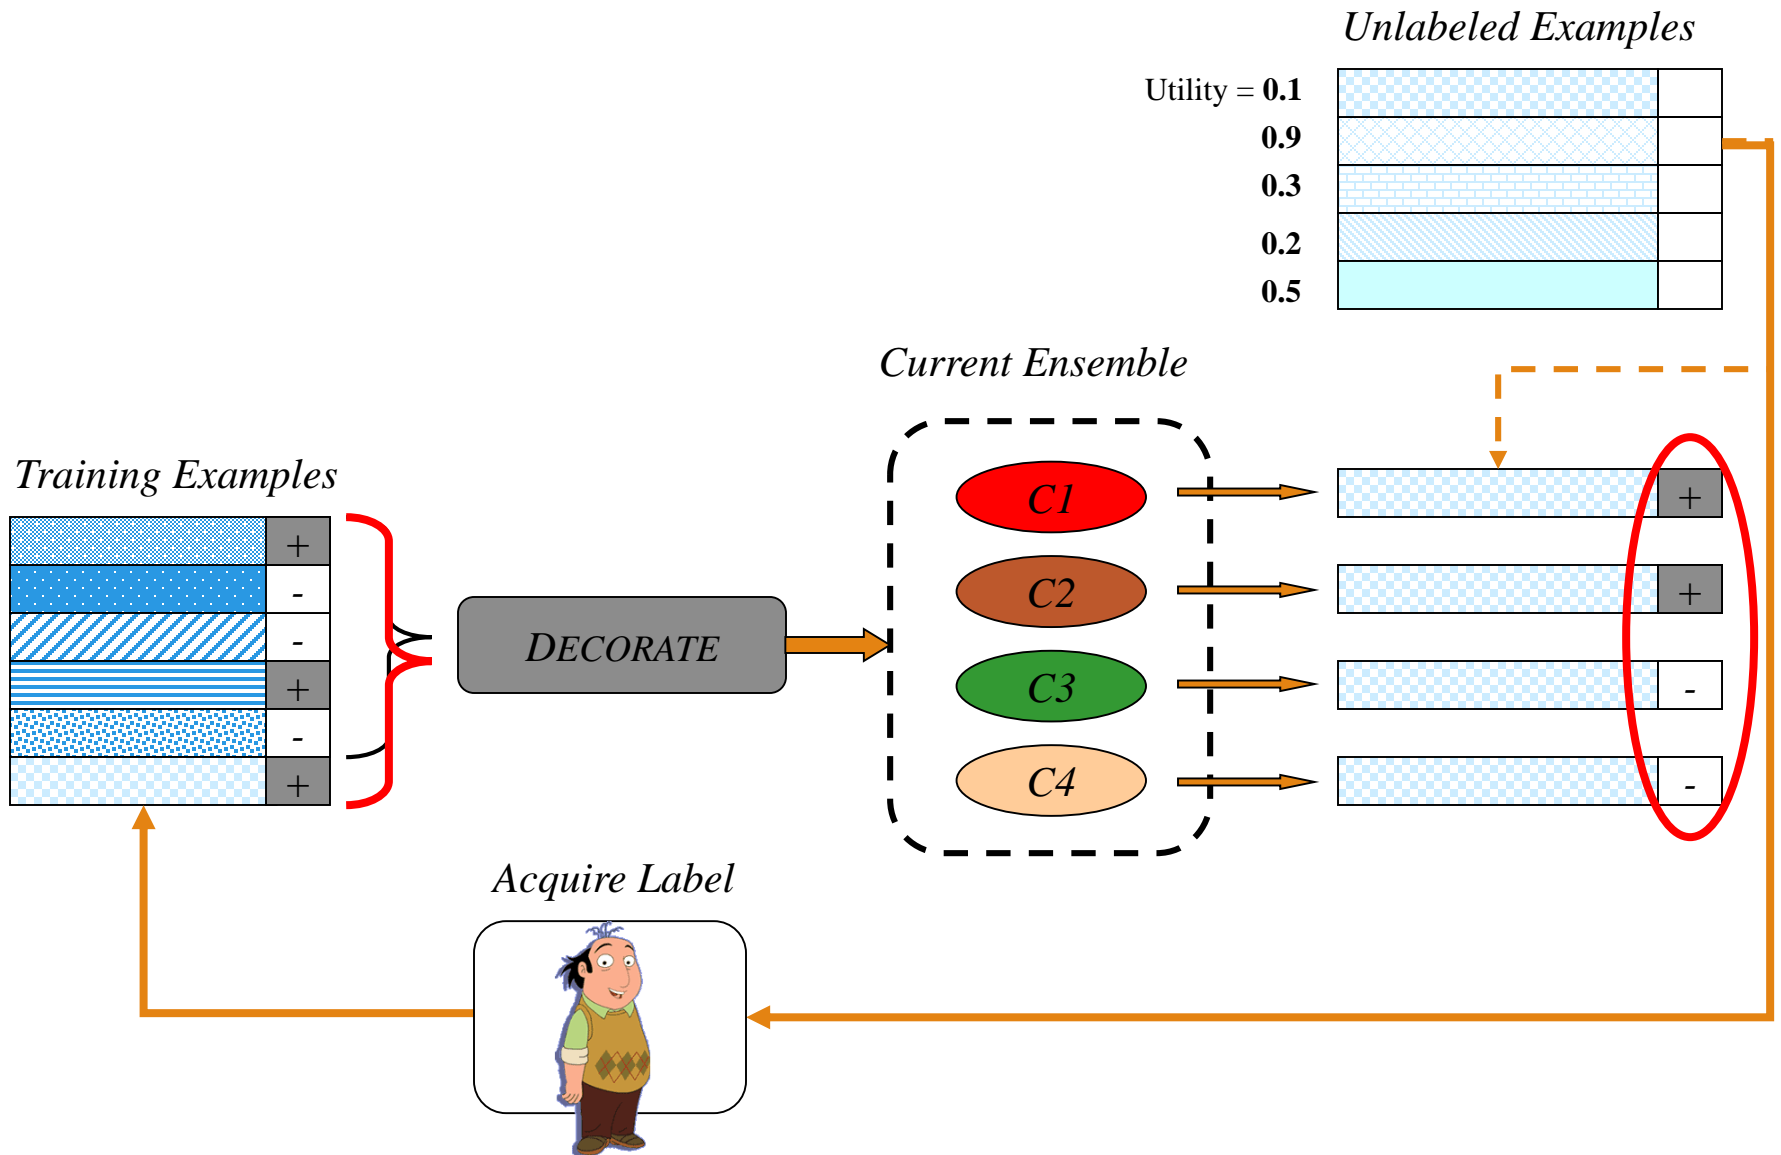 Unlabeled Examples
Utility = 0.1
0.9
0.3
0.2
0.5
Current Ensemble
Training Examples
+
-
-
+
-
+
DECORATE
C1
C2
C3
C4
+
+
-
-
Acquire Label